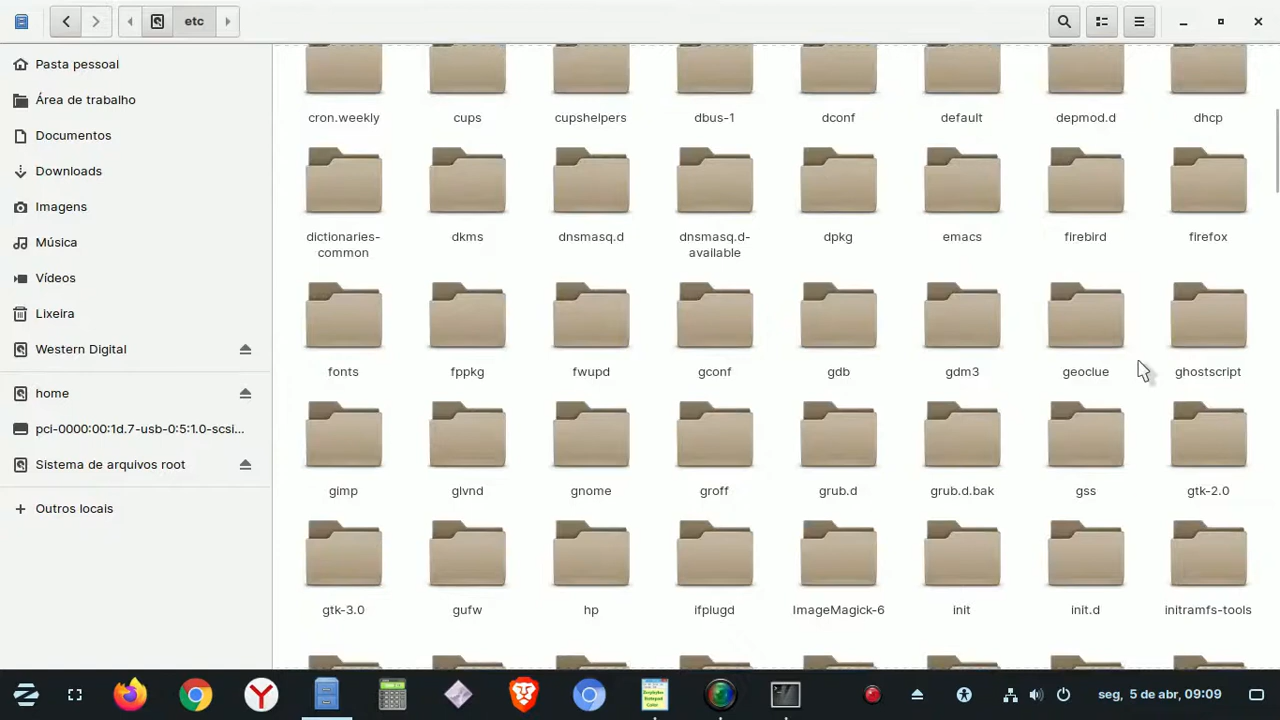 etc
Pasta pessoal
Área de trabalho
Documentos
Downloads
Imagens
Música
Vídeos
Lixeira
Western Digital
home
pci-0000:00:1d.7-usb-0:5:1.0-scsi...
Sistema de arquivos root
Outros locais
cron.weekly cups cupshelpers dbus-1 dconf default depmod.d dhcp
dictionaries- dkms dnsmasq.d dnsmasq.d- dpkg emacs firebird firefox
common available
fonts fppkg fwupd gconf gdb gdm3 geoclue ghostscript
gimp glvnd gnome groff grub.d grub.d.bak gss gtk-2.0
gtk-3.0 gufw hp ifplugd ImageMagick-6 init init.d initramfs-tools
seg, 5 de abr, 09:09